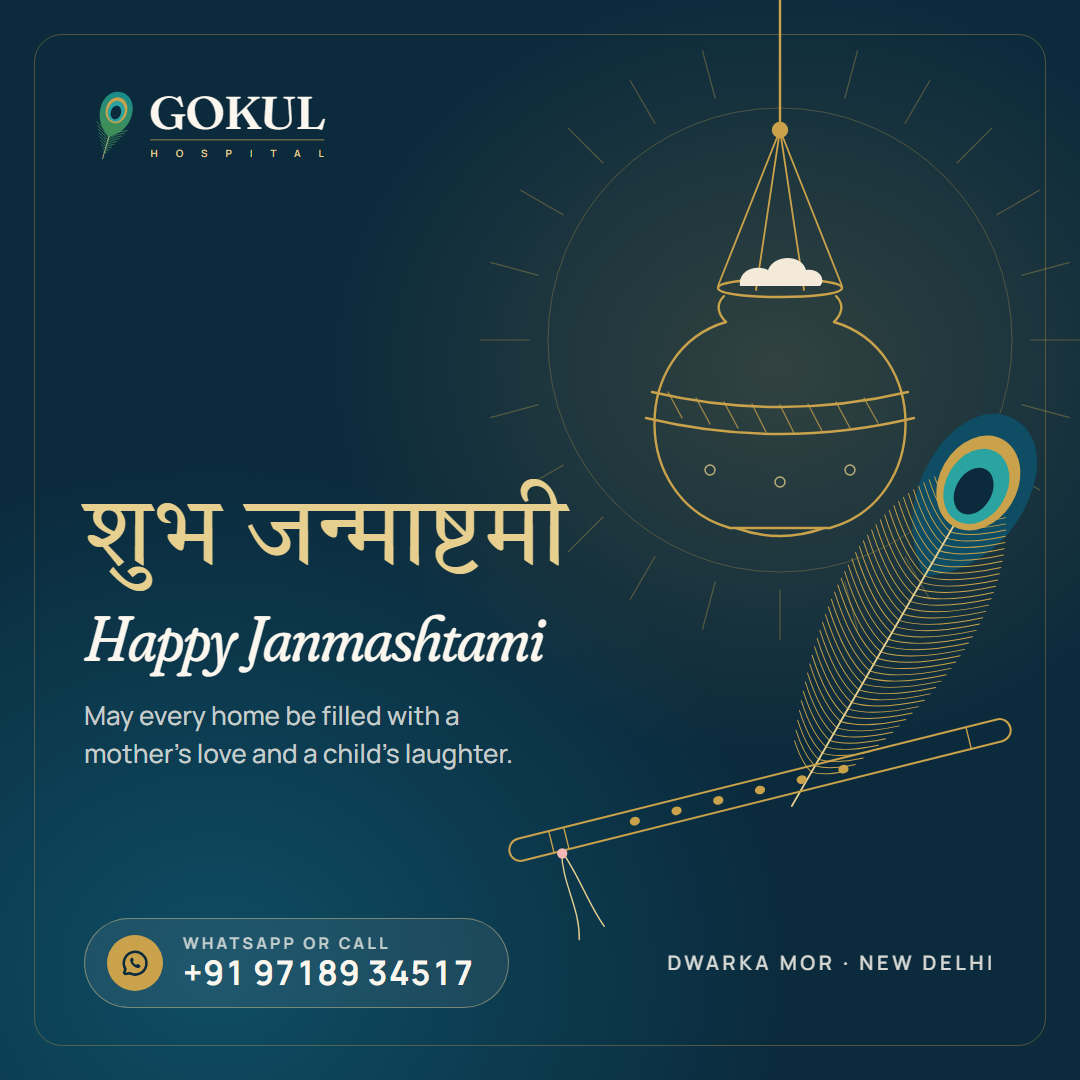 GOKUL
HOSPITAL
शुभ जन्माष्टमी
Happy Janmashtami
May every home be filled with a
mother's love and a child's laughter.
WHATSAPP OR CALL
+91 97189 34517
DWARKA MOR · NEW DELHI